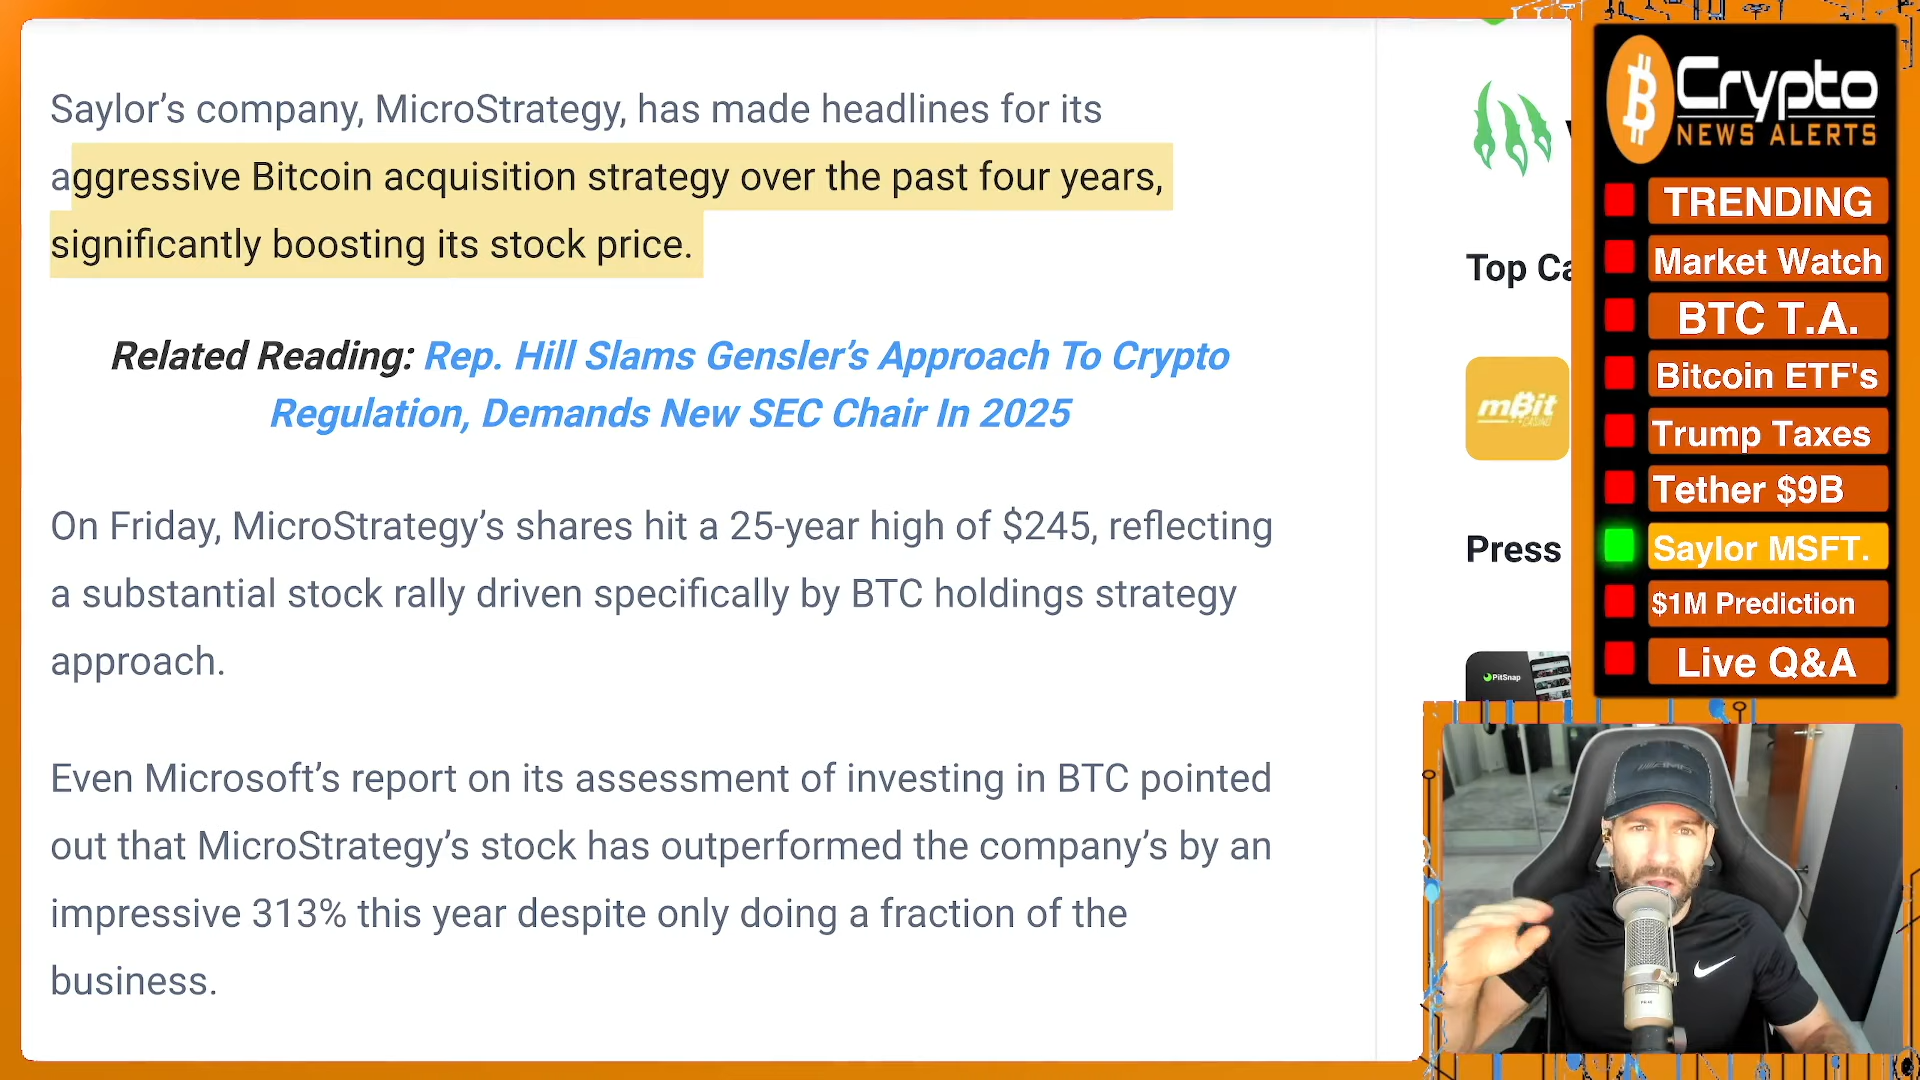 Saylor’s company, MicroStrategy, has made headlines for its
aggressive Bitcoin acquisition strategy over the past four years,
significantly boosting its stock price.
Related Reading: Rep. Hill Slams Gensler’s Approach To Crypto
Regulation, Demands New SEC Chair In 2025
On Friday, MicroStrategy’s shares hit a 25-year high of $245, reflecting
a substantial stock rally driven specifically by BTC holdings strategy
approach.
Even Microsoft’s report on its assessment of investing in BTC pointed
out that MicroStrategy’s stock has outperformed the company’s by an
impressive 313% this year despite only doing a fraction of the
business.
Top Ca
mBit
CASINO
Press
PitSnap
Crypto
NEWS ALERTS
TRENDING
Market Watch
BTC T.A.
Bitcoin ETF's
Trump Taxes
Tether $9B
Saylor MSFT.
$1M Prediction
Live Q&A
AMG